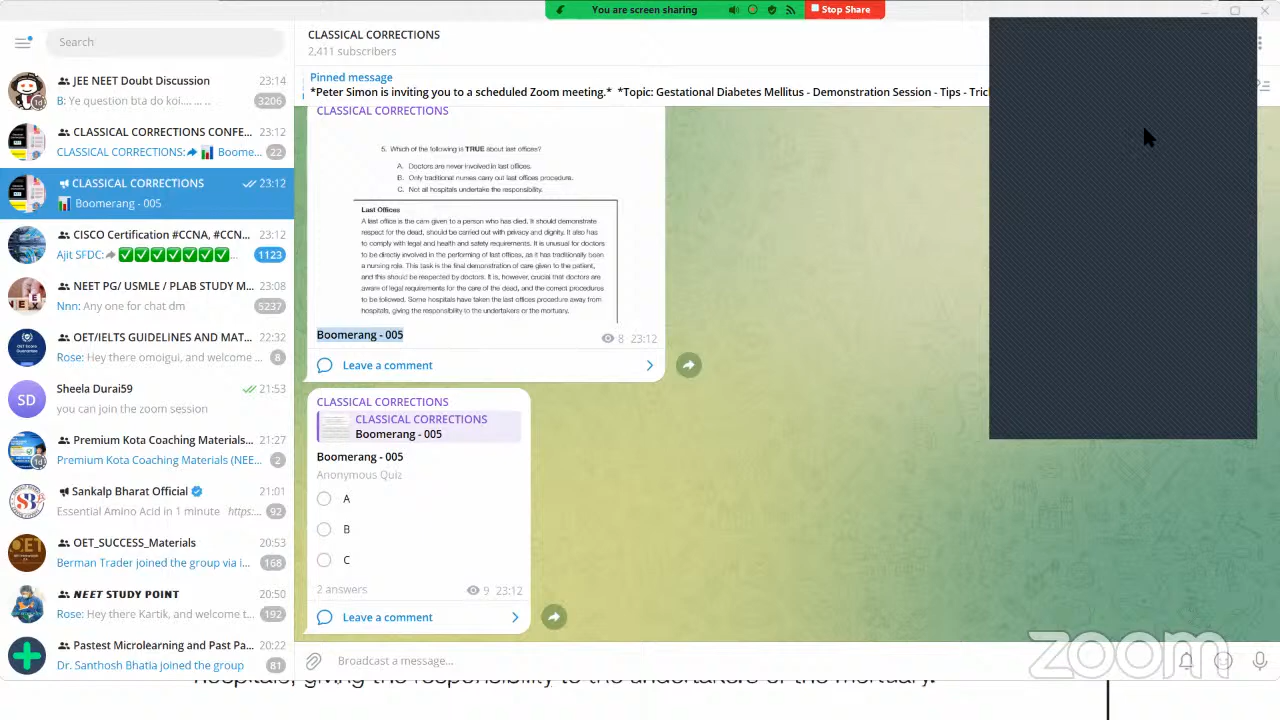 You are screen sharing
Stop Share
Search
JEE NEET Doubt Discussion 23:14
B: Ye question bta do koi.... ... .. 3206
CLASSICAL CORRECTIONS CONFE... 23:12
CLASSICAL CORRECTIONS: Boome... 22
CLASSICAL CORRECTIONS 23:12
Boomerang - 005
CISCO Certification #CCNA, #CCN... 23:12
Ajit SFDC: ✅✅✅✅✅✅✅... 1123
NEET PG/ USMLE / PLAB STUDY M... 23:08
Nnn: Any one for chat dm 5237
OET/IELTS GUIDELINES AND MAT... 22:32
Rose: Hey there omoigui, and welcome ... 8
SD
Sheela Durai59 21:53
you can join the zoom session
Premium Kota Coaching Materials... 21:27
Premium Kota Coaching Materials (NEE... 2
Sankalp Bharat Official 21:01
Essential Amino Acid in 1 minute https:... 92
OET_SUCCESS_Materials 20:53
Berman Trader joined the group via i... 168
NEET STUDY POINT 20:50
Rose: Hey there Kartik, and welcome t... 192
Pastest Microlearning and Past Pa... 20:22
Dr. Santhosh Bhatia joined the group 81
CLASSICAL CORRECTIONS
2,411 subscribers
Pinned message
*Peter Simon is inviting you to a scheduled Zoom meeting.* *Topic: Gestational Diabetes Mellitus - Demonstration Session - Tips - Tric
CLASSICAL CORRECTIONS
5. Which of the following is TRUE about last offices?
A. Doctors are never involved in last offices.
B. Only traditional nurses carry out last offices procedure.
C. Not all hospitals undertake the responsibility.
Last Offices
A last office is the care given to a person who has died. It should demonstrate
respect for the dead, should be carried out with privacy and dignity. It also has
to comply with legal and health and safety requirements. It is unusual for doctors
to be directly involved in the performing of last offices, as it has traditionally been
a nursing role. This task is the final demonstration of care given to the patient,
and this should be respected by doctors. It is, however, crucial that doctors are
aware of legal requirements for the care of the dead, and the correct procedures
to be followed. Some hospitals have taken the last offices procedure away from
hospitals, giving the responsibility to the undertakers or the mortuary.
Boomerang - 005
8 23:12
Leave a comment
CLASSICAL CORRECTIONS
CLASSICAL CORRECTIONS
Boomerang - 005
Boomerang - 005
Anonymous Quiz
A
B
C
2 answers 9 23:12
Leave a comment
Broadcast a message...
zoom
hospitals, giving the responsibility to the undertakers or the mortuary.